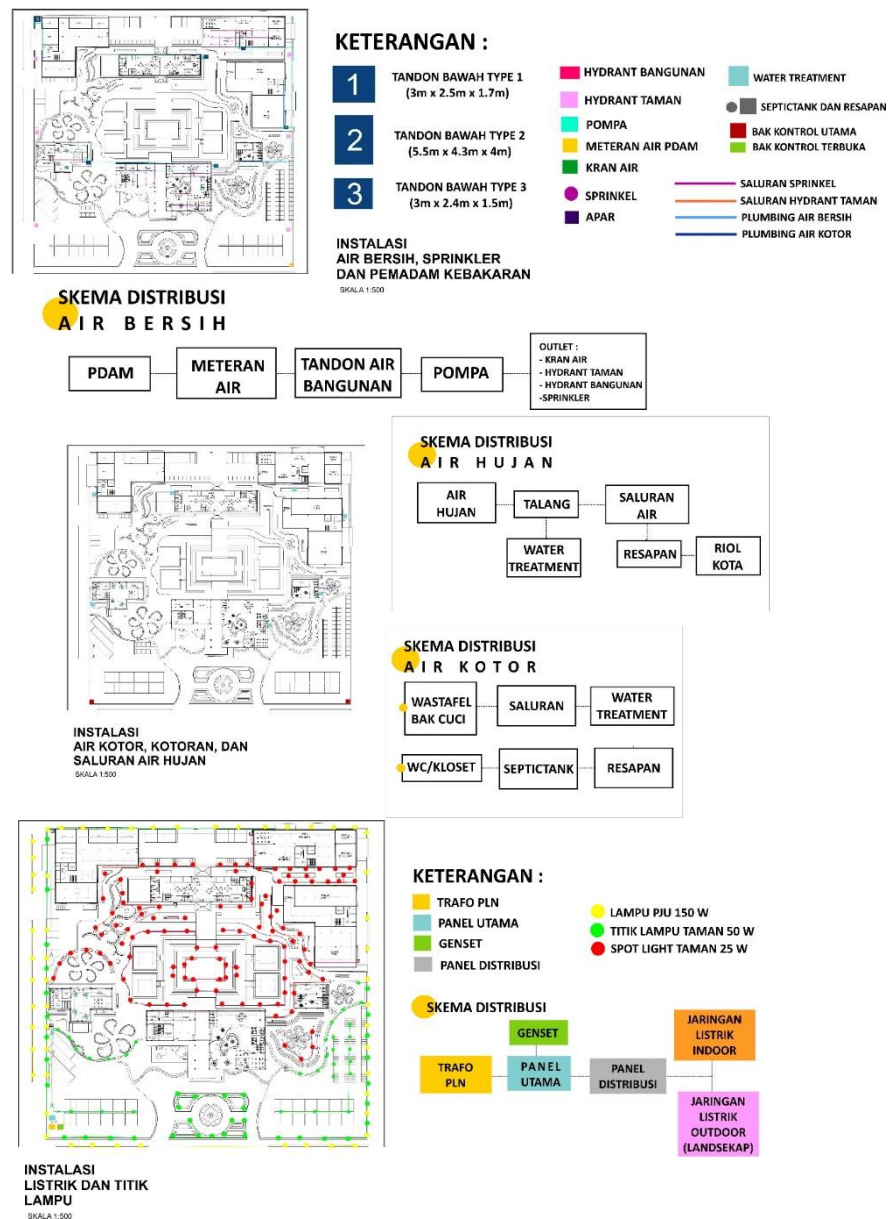 KETERANGAN :
1
TANDON BAWAH TYPE 1
(3m x 2.5m x 1.7m)
2
TANDON BAWAH TYPE 2
(5.5m x 4.3m x 4m)
3
TANDON BAWAH TYPE 3
(3m x 2.4m x 1.5m)
HYDRANT BANGUNAN
HYDRANT TAMAN
POMPA
METERAN AIR PDAM
KRAN AIR
SPRINKEL
APAR
WATER TREATMENT
SEPTICTANK DAN RESAPAN
BAK KONTROL UTAMA
BAK KONTROL TERBUKA
SALURAN SPRINKEL
SALURAN HYDRANT TAMAN
PLUMBING AIR BERSIH
PLUMBING AIR KOTOR
INSTALASI
AIR BERSIH, SPRINKLER
DAN PEMADAM KEBAKARAN
SKALA 1:500
SKEMA DISTRIBUSI
AIR BERSIH
PDAM
METERAN
AIR
TANDON AIR
BANGUNAN
POMPA
OUTLET :
- KRAN AIR
- HYDRANT TAMAN
- HYDRANT BANGUNAN
-SPRINKLER
SKEMA DISTRIBUSI
AIR HUJAN
AIR
HUJAN
TALANG
SALURAN
AIR
WATER
TREATMENT
RESAPAN
RIOL
KOTA
INSTALASI
AIR KOTOR, KOTORAN, DAN
SALURAN AIR HUJAN
SKALA 1:500
SKEMA DISTRIBUSI
AIR KOTOR
WASTAFEL
BAK CUCI
SALURAN
WATER
TREATMENT
WC/KLOSET
SEPTICTANK
RESAPAN
KETERANGAN :
TRAFO PLN
PANEL UTAMA
GENSET
PANEL DISTRIBUSI
LAMPU PJU 150 W
TITIK LAMPU TAMAN 50 W
SPOT LIGHT TAMAN 25 W
SKEMA DISTRIBUSI
GENSET
TRAFO
PLN
PANEL
UTAMA
PANEL
DISTRIBUSI
JARINGAN
LISTRIK
INDOOR
JARINGAN
LISTRIK
OUTDOOR
(LANDSEKAP)
INSTALASI
LISTRIK DAN TITIK
LAMPU
SKALA 1:500